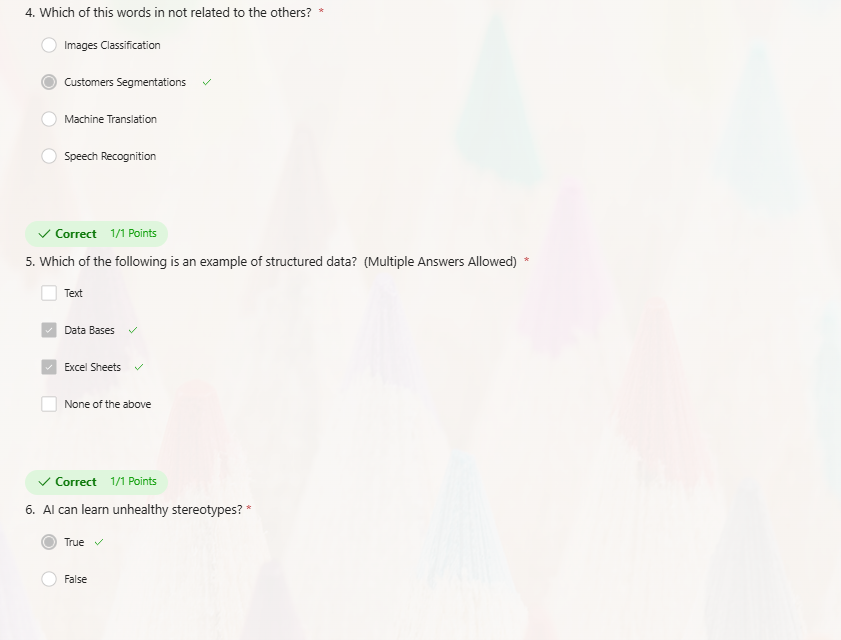 4. Which of this words in not related to the others? *
Images Classification
Customers Segmentations
Machine Translation
Speech Recognition
Correct 1/1 Points
5. Which of the following is an example of structured data? (Multiple Answers Allowed) *
Text
Data Bases
Excel Sheets
None of the above
Correct 1/1 Points
6. AI can learn unhealthy stereotypes? *
True
False